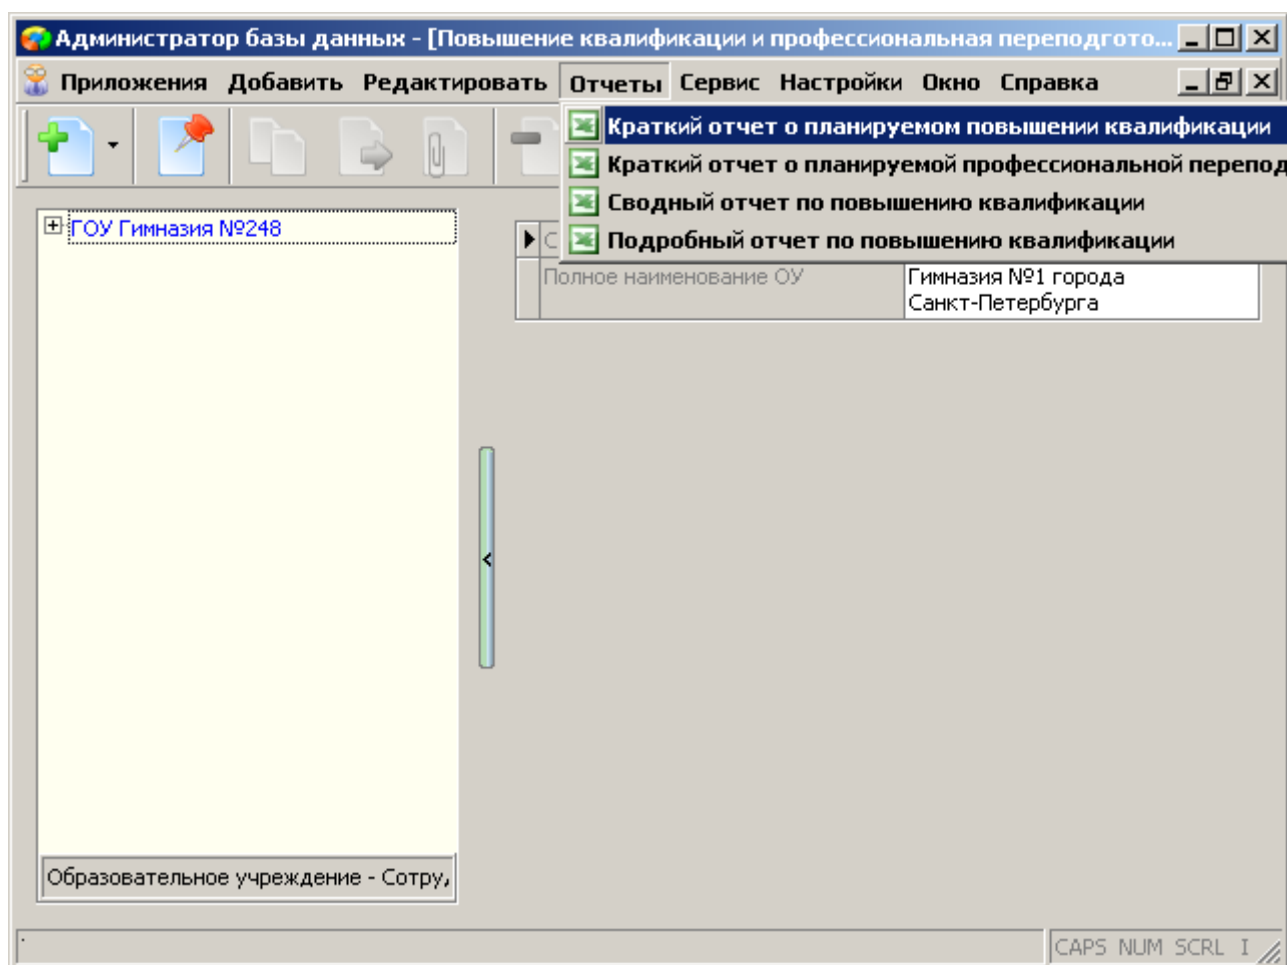 Администратор базы данных - [Повышение квалификации и профессиональная переподгото...
Приложения Добавить Редактировать Отчеты Сервис Настройки Окно Справка
Краткий отчет о планируемом повышении квалификации
Краткий отчет о планируемой профессиональной перепод
Сводный отчет по повышению квалификации
Подробный отчет по повышению квалификации
ГОУ Гимназия №248
Полное наименование ОУ
Гимназия №1 города
Санкт-Петербурга
Образовательное учреждение - Сотру
CAPS NUM SCRL I